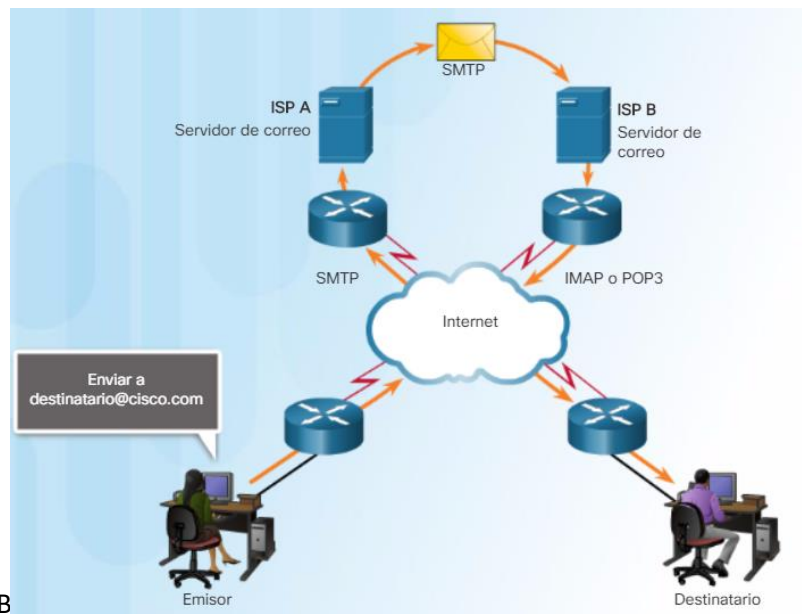 SMTP
ISP A
Servidor de correo
ISP B
Servidor de
correo
SMTP
IMAP o POP3
Internet
Enviar a
destinatario@cisco.com
B
Emisor
Destinatario